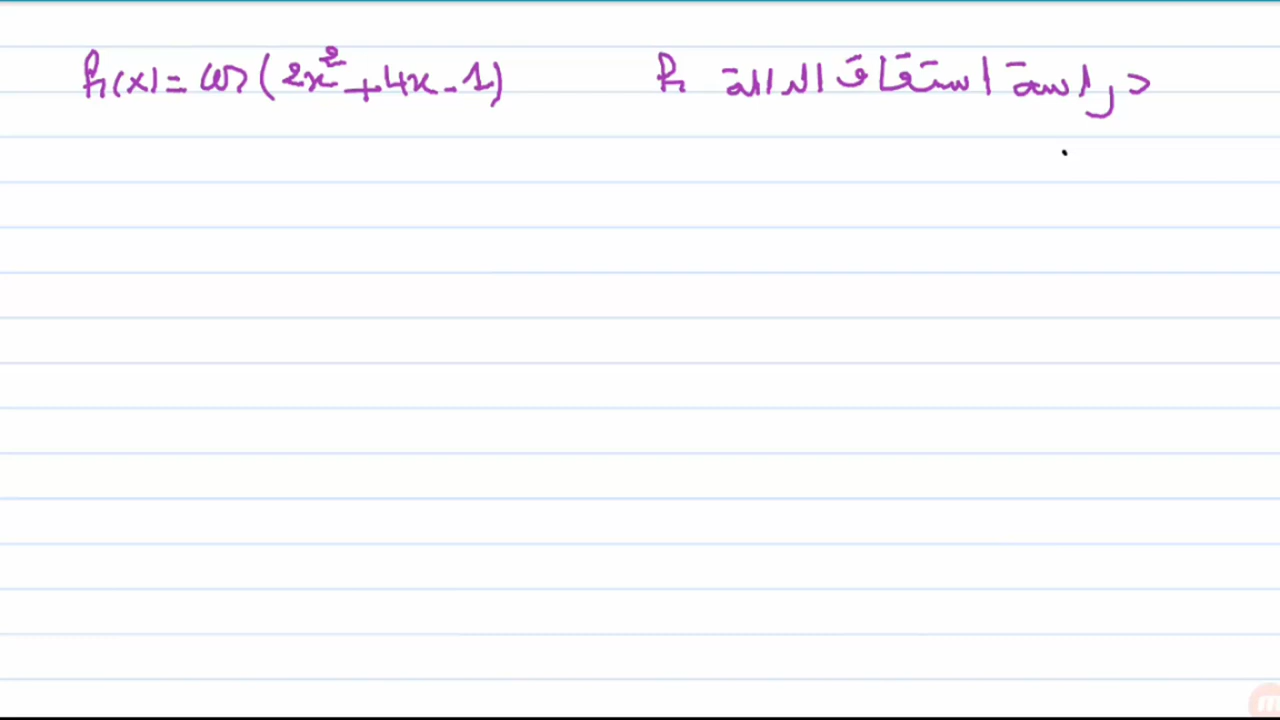 دراسة اشتقاق الدالة h h(x) = cos(2x² + 4x - 1)